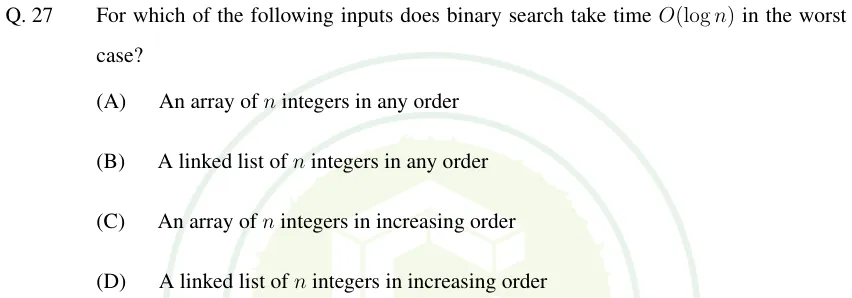 Q. 27 For which of the following inputs does binary search take time O(log n) in the worst
case?
(A) An array of n integers in any order
(B) A linked list of n integers in any order
(C) An array of n integers in increasing order
(D) A linked list of n integers in increasing order